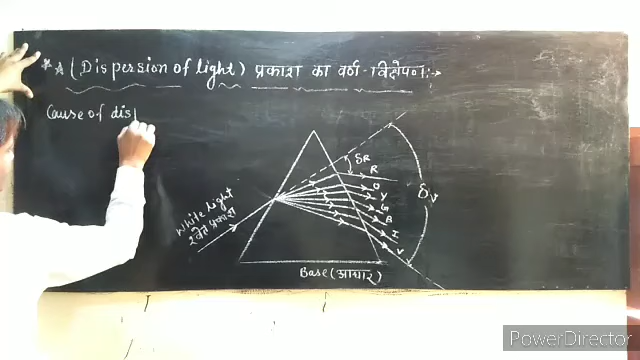 ** (Dispersion of light) प्रकाश का वर्ण-विक्षेपण :→
Cause of dis
White light
श्वेत प्रकाश
δR
R
O
Y
G
B
I
V
δv
Base (आधार)
PowerDirector